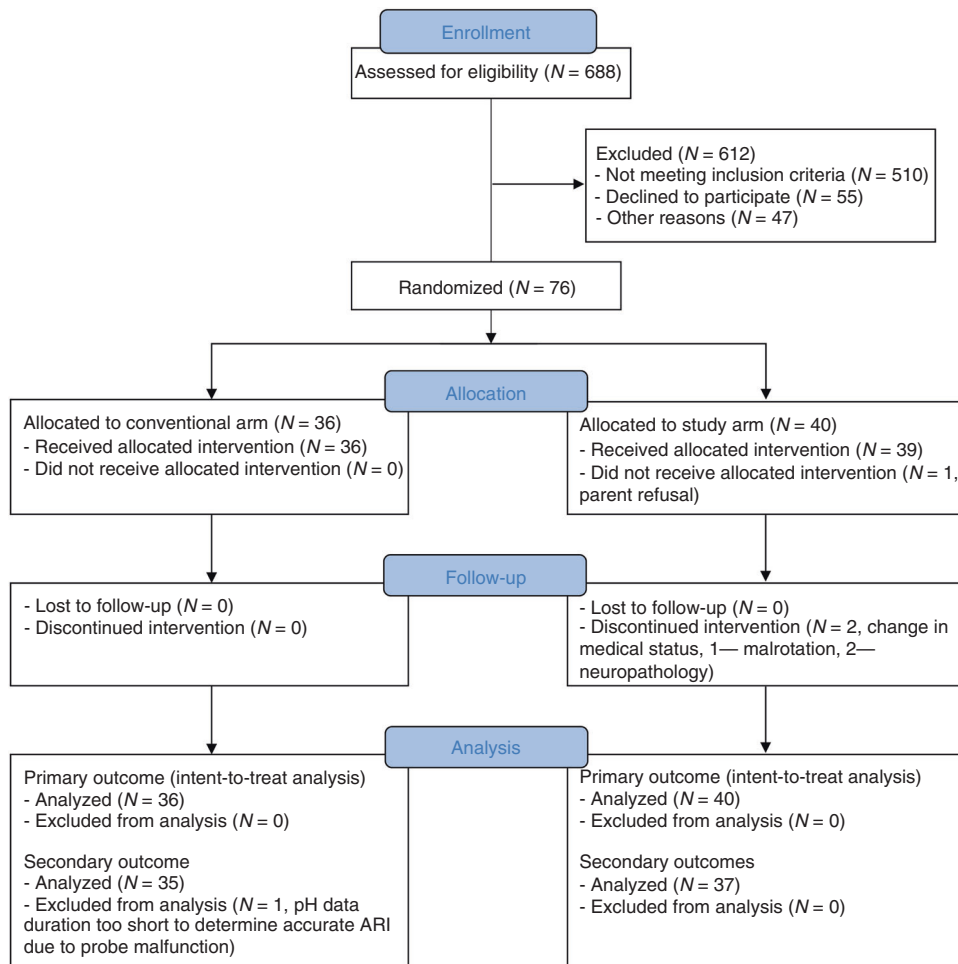 Enrollment
Assessed for eligibility (N = 688)
Excluded (N = 612)
- Not meeting inclusion criteria (N = 510)
- Declined to participate (N = 55)
- Other reasons (N = 47)
Randomized (N = 76)
Allocation
Allocated to conventional arm (N = 36)
- Received allocated intervention (N = 36)
- Did not receive allocated intervention (N = 0)
Allocated to study arm (N = 40)
- Received allocated intervention (N = 39)
- Did not receive allocated intervention (N = 1,
parent refusal)
Follow-up
- Lost to follow-up (N = 0)
- Discontinued intervention (N = 0)
- Lost to follow-up (N = 0)
- Discontinued intervention (N = 2, change in
medical status, 1— malrotation, 2—
neuropathology)
Analysis
Primary outcome (intent-to-treat analysis)
- Analyzed (N = 36)
- Excluded from analysis (N = 0)
Secondary outcome
- Analyzed (N = 35)
- Excluded from analysis (N = 1, pH data
duration too short to determine accurate ARI
due to probe malfunction)
Primary outcome (intent-to-treat analysis)
- Analyzed (N = 40)
- Excluded from analysis (N = 0)
Secondary outcomes
- Analyzed (N = 37)
- Excluded from analysis (N = 0)